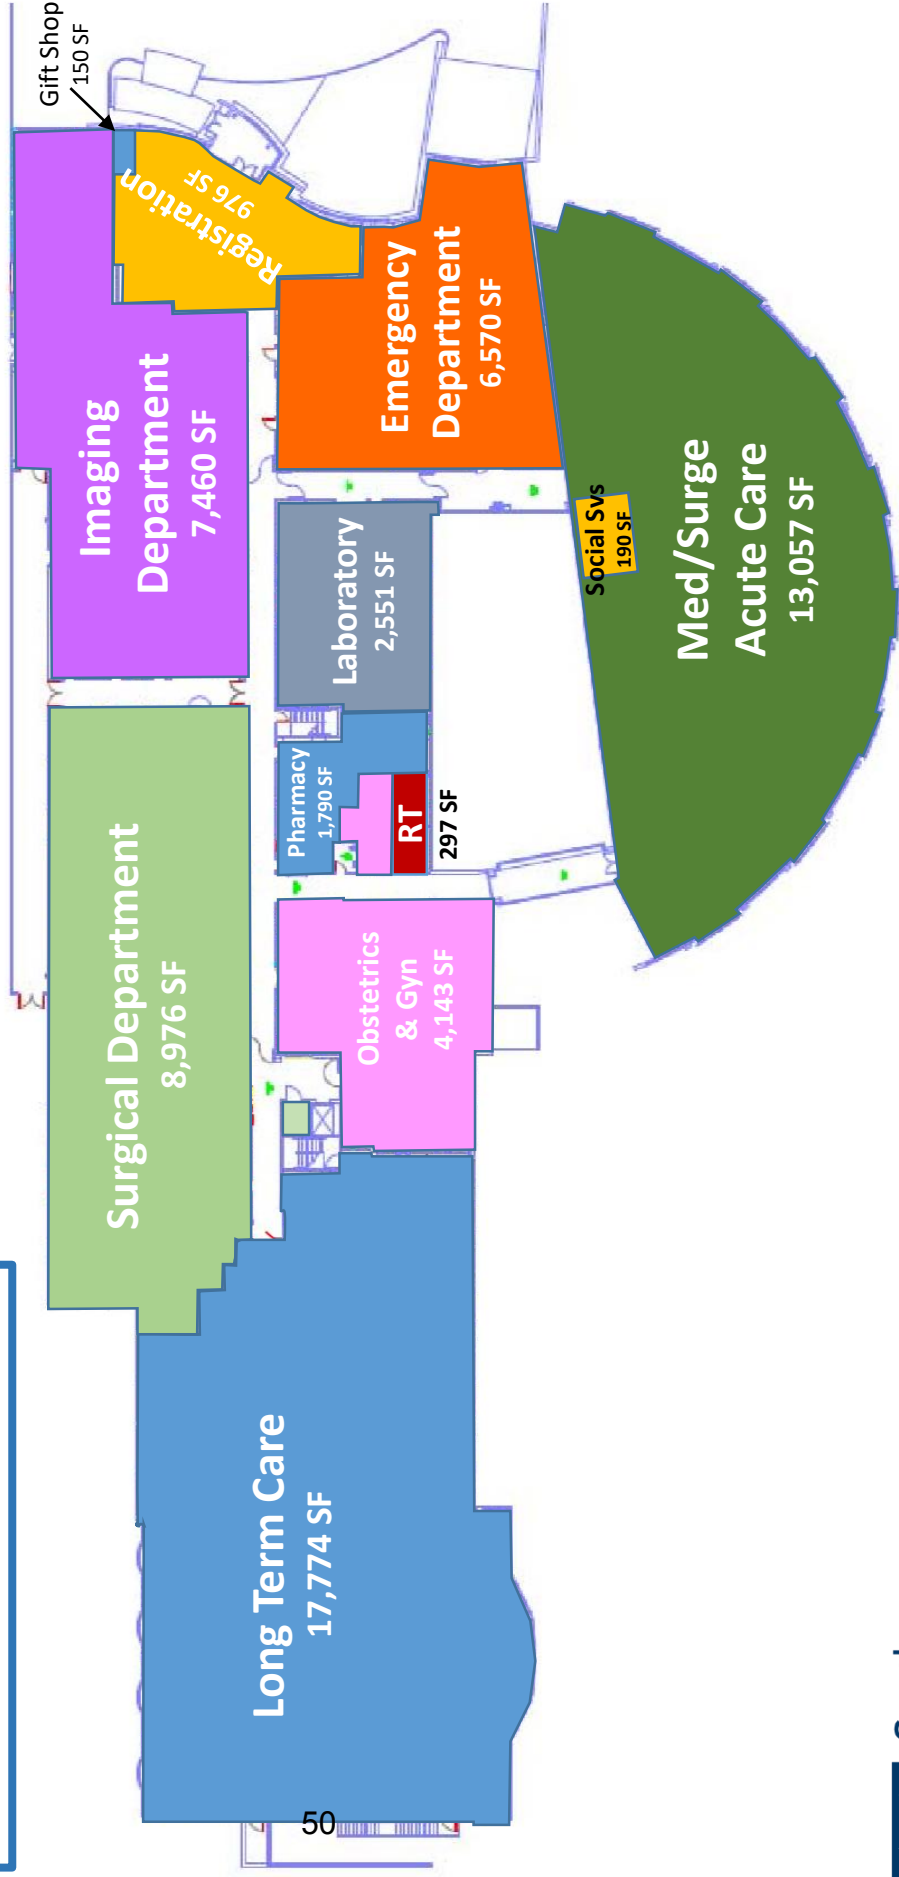 Gift Shop
150 SF
Registration
976 SF
Imaging
Department
7,460 SF
Emergency
Department
6,570 SF
Laboratory
2,551 SF
Pharmacy
1,790 SF
RT
297 SF
Social Svs
190 SF
Med/Surge
Acute Care
13,057 SF
Surgical Department
8,976 SF
Obstetrics
& Gyn
4,143 SF
Long Term Care
17,774 SF
50